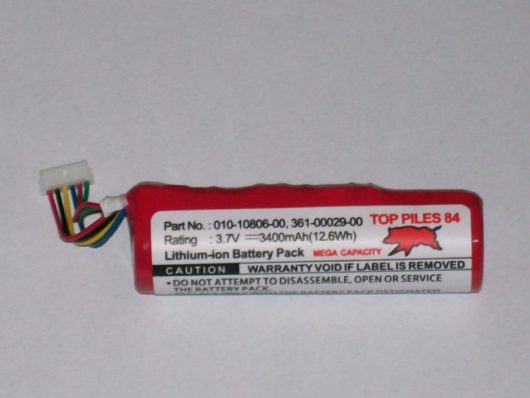 Part No. : 010-10806-00, 361-00029-00
TOP PILES 84
Rating : 3.7V 3400mAh(12.6Wh)
Lithium-ion Battery Pack
MEGA CAPACITY
CAUTION WARRANTY VOID IF LABEL IS REMOVED
• DO NOT ATTEMPT TO DISASSEMBLE, OPEN OR SERVICE
THE BATTERY PACK.